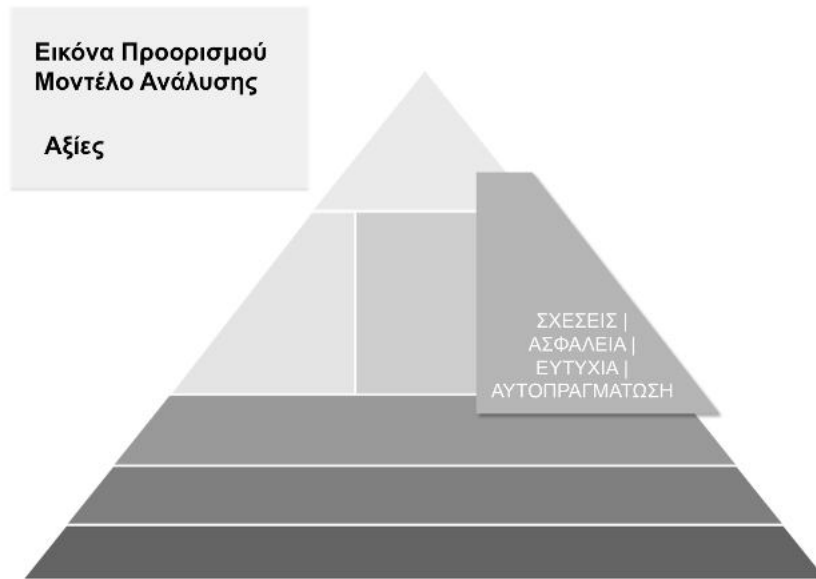 Εικόνα Προορισμού
Μοντέλο Ανάλυσης
Αξίες
ΣΧΕΣΕΙΣ |
ΑΣΦΑΛΕΙΑ |
ΕΥΤΥΧΙΑ |
ΑΥΤΟΠΡΑΓΜΑΤΩΣΗ